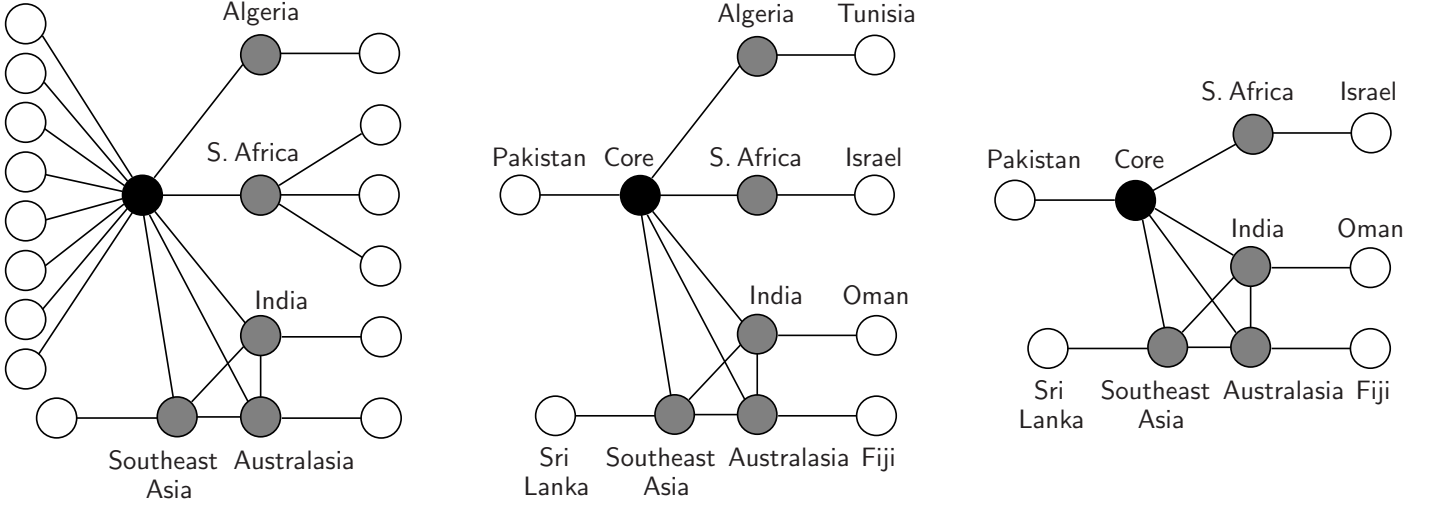 Algeria
S. Africa
India
Southeast
Asia
Australasia
Algeria
Tunisia
Pakistan
Core
S. Africa
Israel
India
Oman
Sri
Lanka
Southeast
Asia
Australasia
Fiji
S. Africa
Israel
Pakistan
Core
India
Oman
Sri
Lanka
Southeast
Asia
Australasia
Fiji